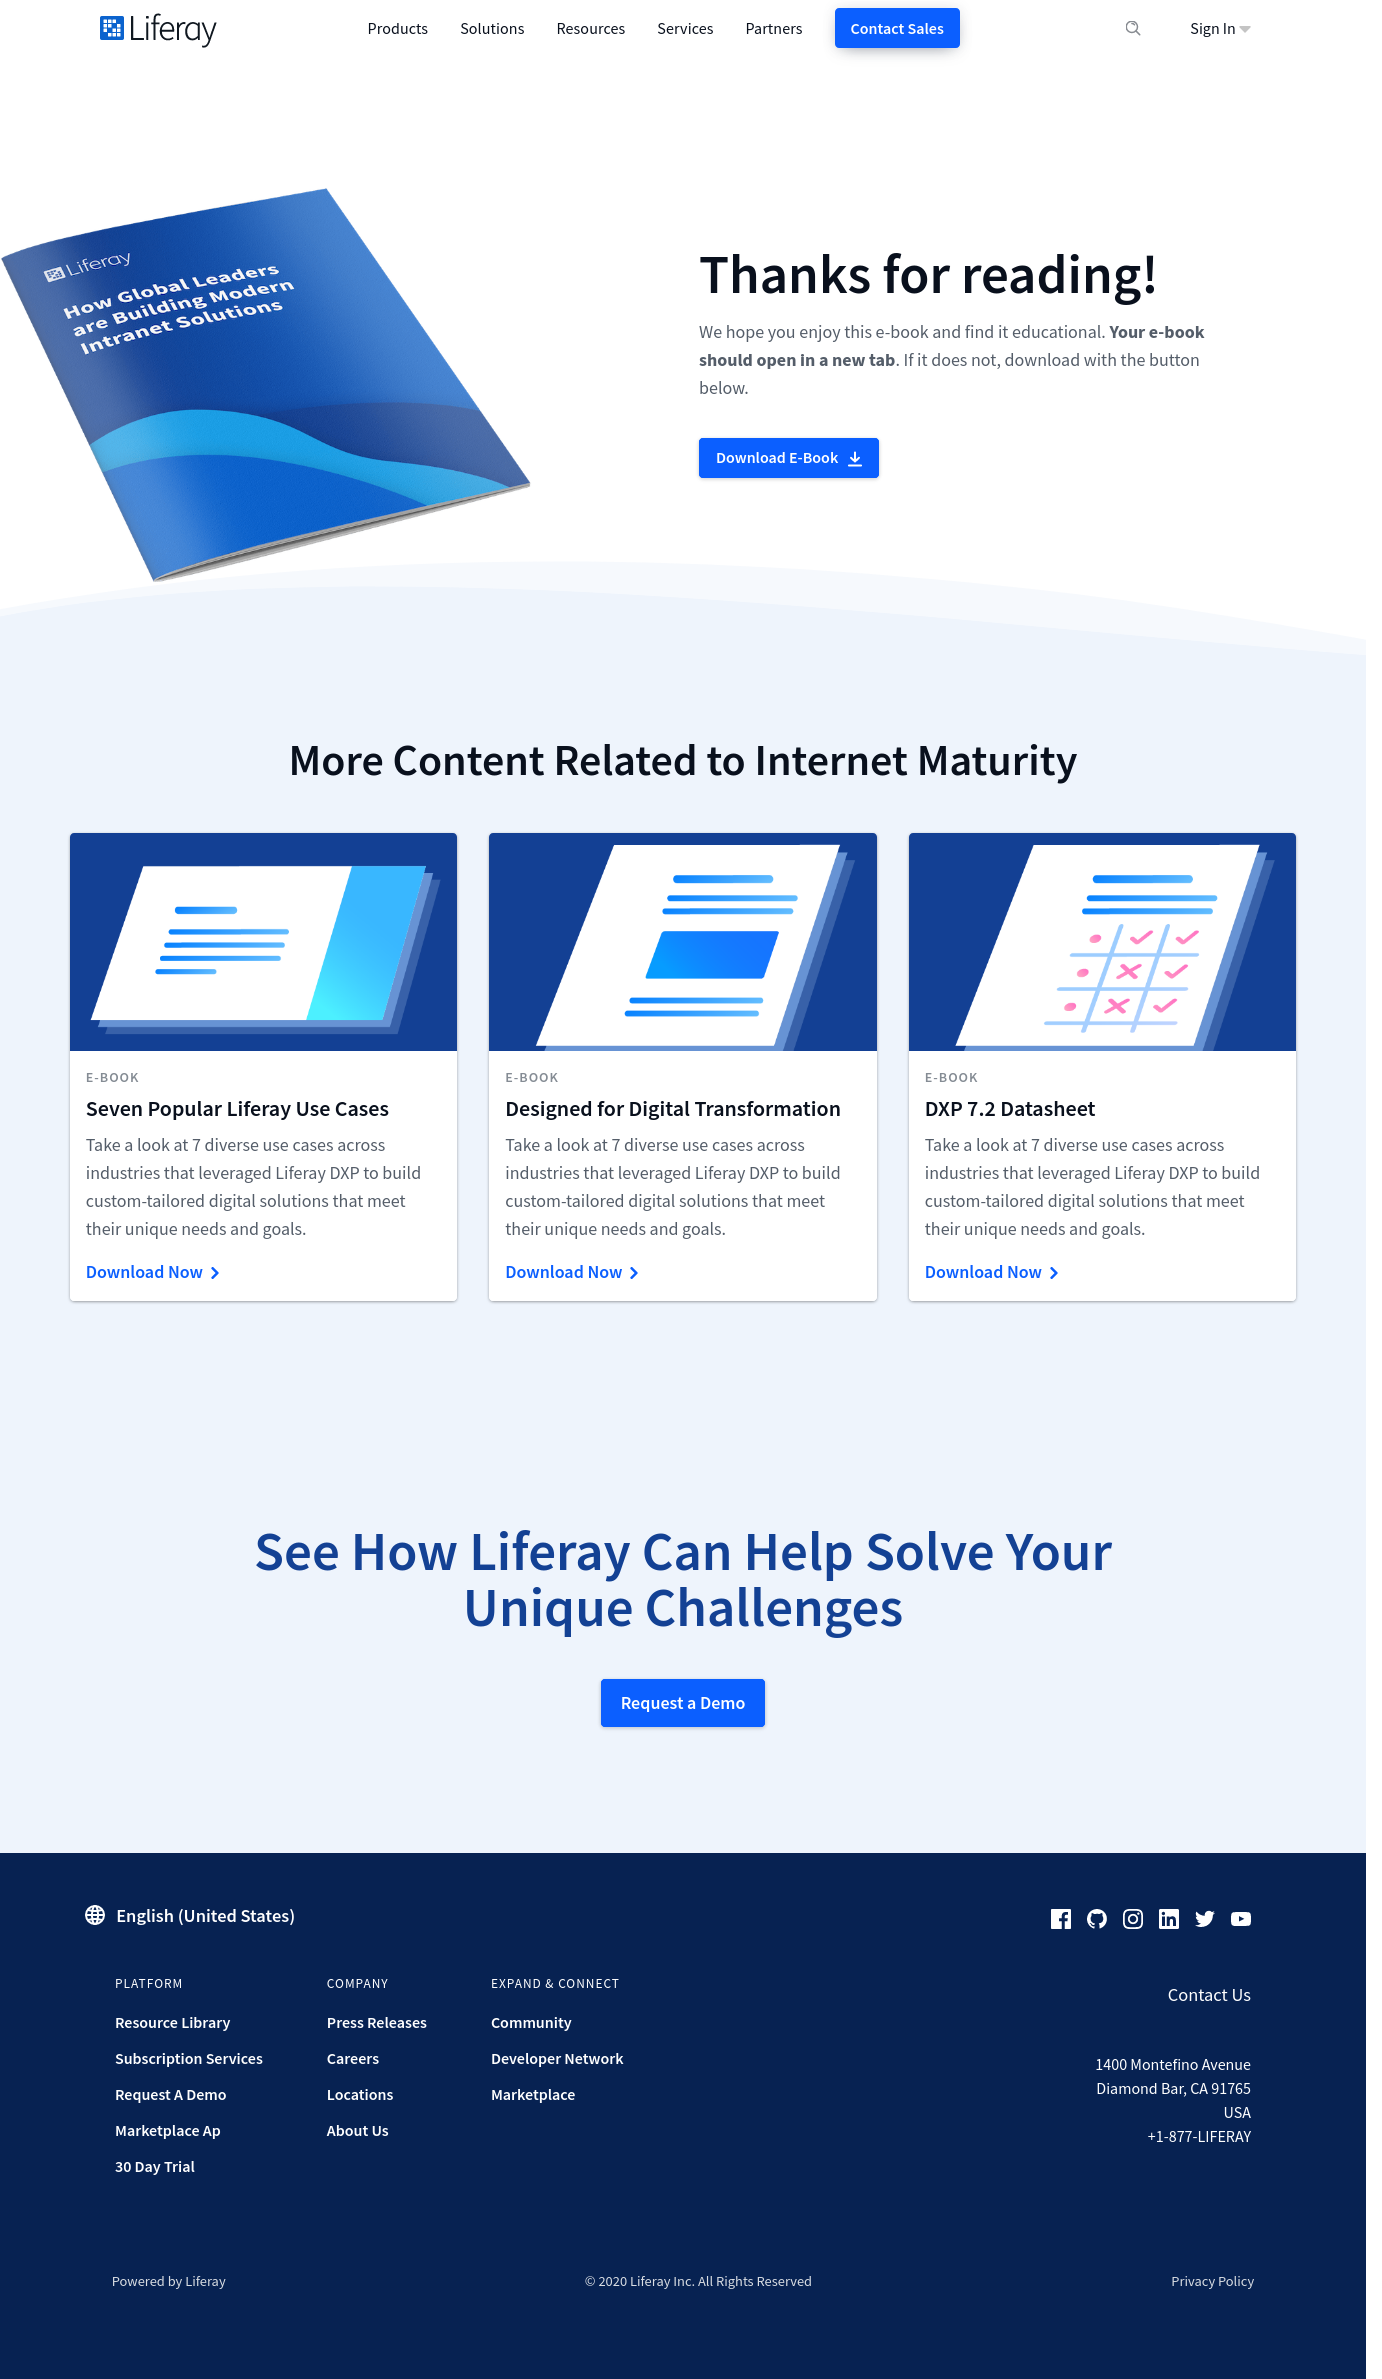 Liferay
Products
Solutions
Resources
Services
Partners
Contact Sales
Sign In
Liferay
How Global Leaders
are Building Modern
Intranet Solutions
Thanks for reading!
We hope you enjoy this e-book and find it educational. Your e-book
should open in a new tab. If it does not, download with the button
below.
Download E-Book
More Content Related to Internet Maturity
E-BOOK
Seven Popular Liferay Use Cases
Take a look at 7 diverse use cases across
industries that leveraged Liferay DXP to build
custom-tailored digital solutions that meet
their unique needs and goals.
Download Now
E-BOOK
Designed for Digital Transformation
Take a look at 7 diverse use cases across
industries that leveraged Liferay DXP to build
custom-tailored digital solutions that meet
their unique needs and goals.
Download Now
E-BOOK
DXP 7.2 Datasheet
Take a look at 7 diverse use cases across
industries that leveraged Liferay DXP to build
custom-tailored digital solutions that meet
their unique needs and goals.
Download Now
See How Liferay Can Help Solve Your
Unique Challenges
Request a Demo
English (United States)
PLATFORM
Resource Library
Subscription Services
Request A Demo
Marketplace Ap
30 Day Trial
COMPANY
Press Releases
Careers
Locations
About Us
EXPAND & CONNECT
Community
Developer Network
Marketplace
Contact Us
1400 Montefino Avenue
Diamond Bar, CA 91765
USA
+1-877-LIFERAY
Powered by Liferay
© 2020 Liferay Inc. All Rights Reserved
Privacy Policy